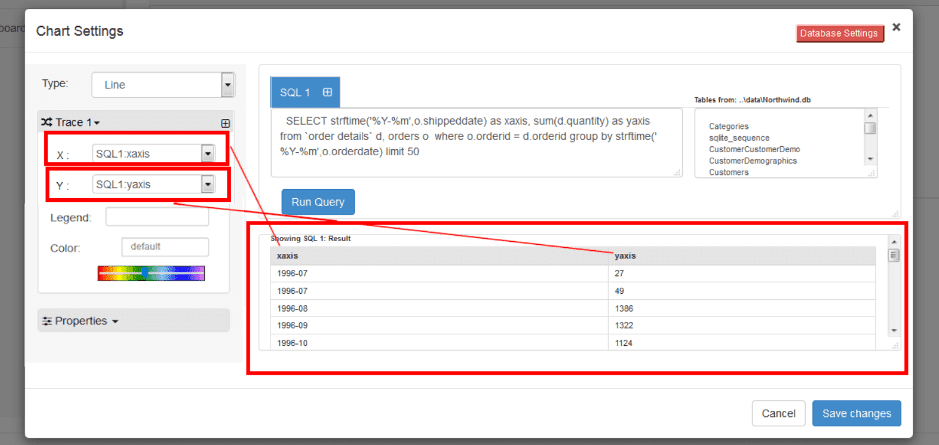 board
Chart Settings
Database Settings
×
Type:
Line
Trace 1
X :
SQL1:xaxis
Y :
SQL1:yaxis
Legend:
Color:
default
Properties
SQL 1
SELECT strftime('%Y-%m',o.shippeddate) as xaxis, sum(d.quantity) as yaxis
from `order details` d, orders o where o.orderid = d.orderid group by strftime('
%Y-%m',o.orderdate) limit 50
Tables from: ..\data\Northwind.db
Categories
sqlite_sequence
CustomerCustomerDemo
CustomerDemographics
Customers
Run Query
Showing SQL 1: Result
xaxis yaxis
1996-07 27
1996-07 49
1996-08 1386
1996-09 1322
1996-10 1124
Cancel
Save changes